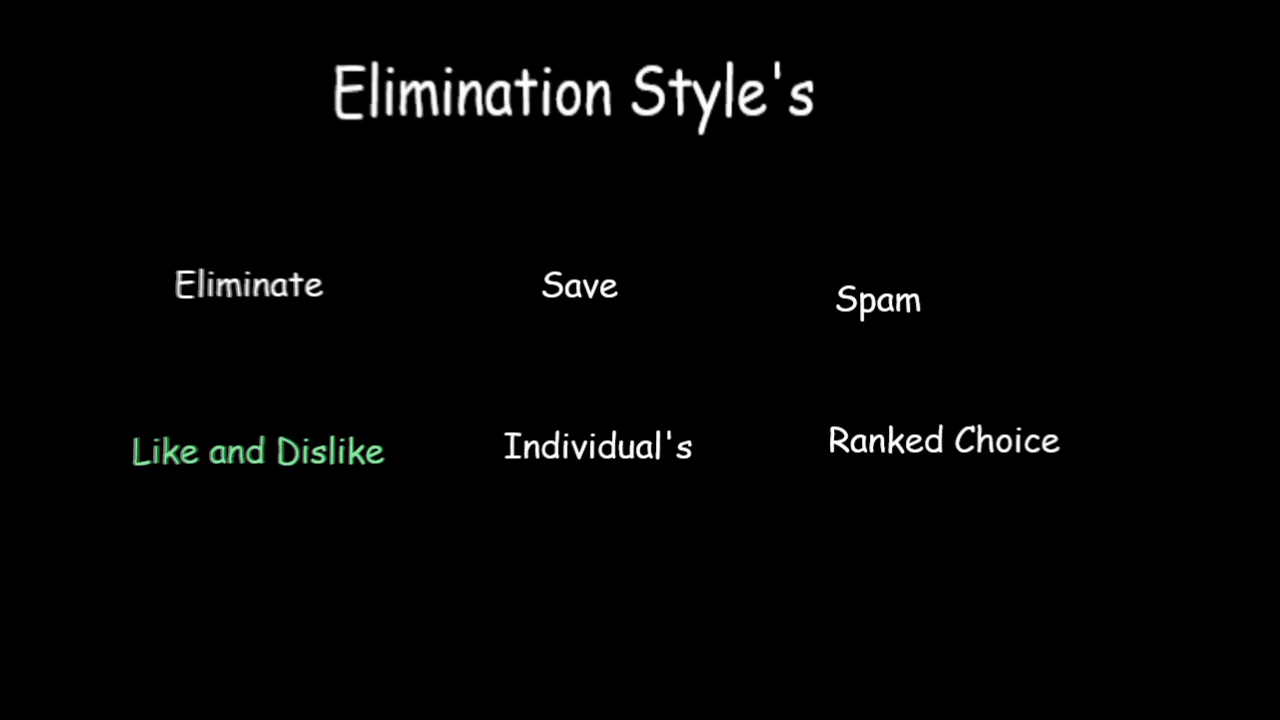 Elimination Style's
Eliminate
Save
Spam
Like and Dislike
Individual's
Ranked Choice